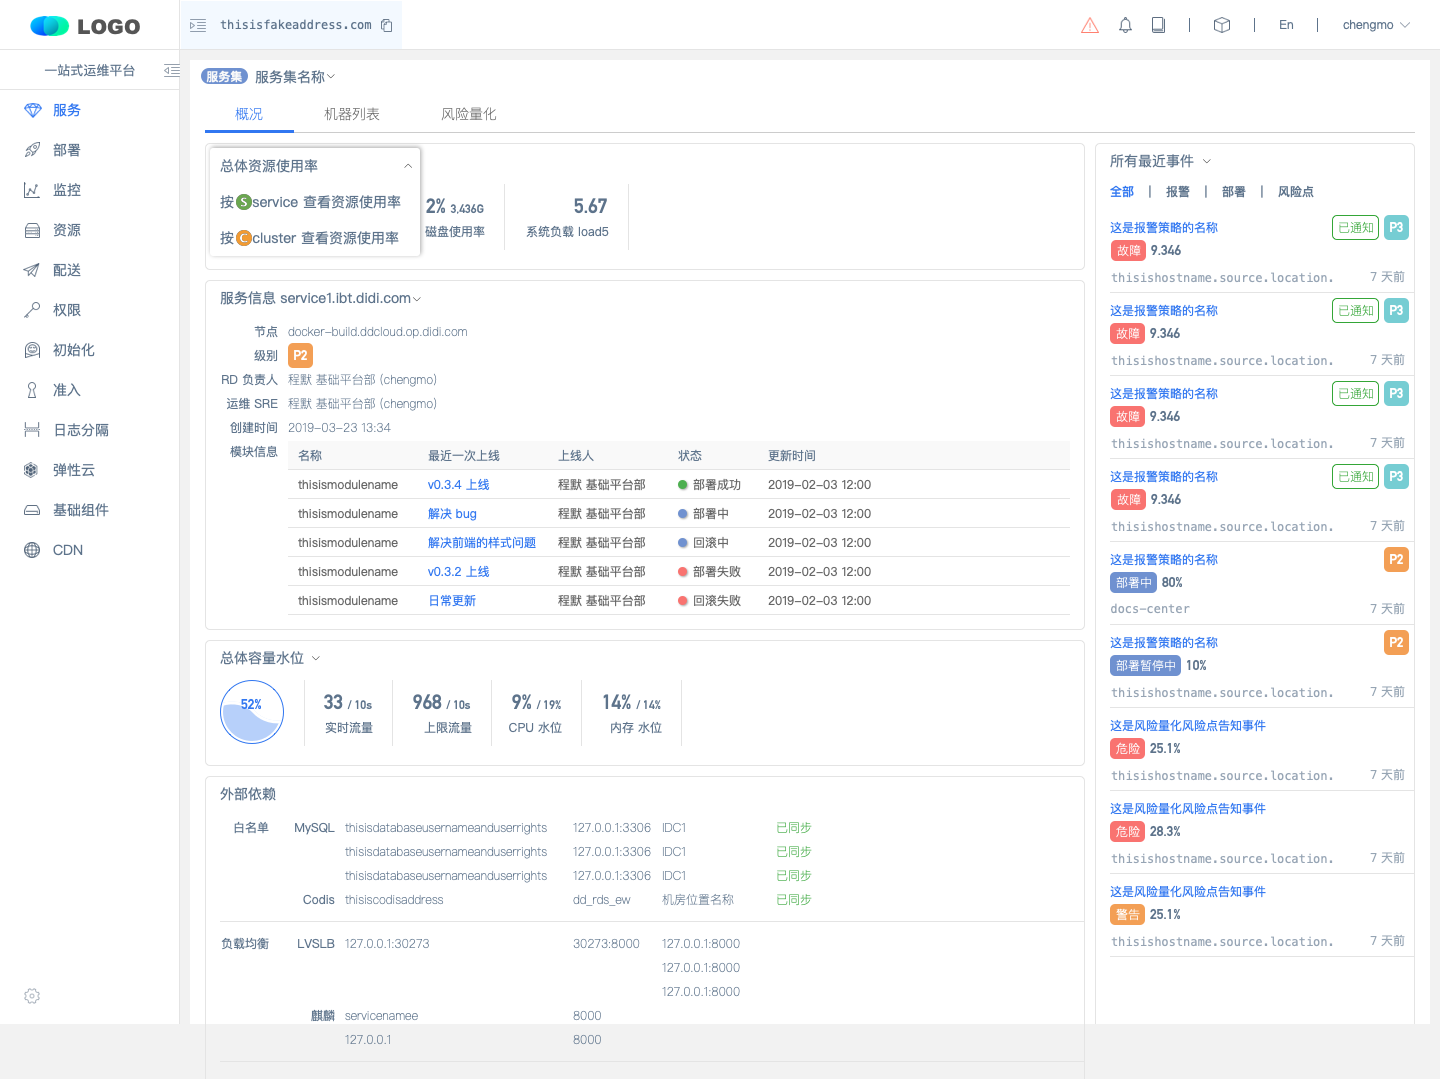 LOGO
thisisfakeaddress.com
En
chengmo
一站式运维平台
服务
部署
监控
资源
配送
权限
初始化
准入
日志分隔
弹性云
基础组件
CDN
服务集 服务集名称
概况 机器列表 风险量化
总体资源使用率
按Sservice 查看资源使用率
按Ccluster 查看资源使用率
2% 3.436G
磁盘使用率
5.67
系统负载 load5
服务信息 service1.ibt.didi.com
节点 docker-build.ddcloud.op.didi.com
级别 P2
RD 负责人 程默 基础平台部 (chengmo)
运维 SRE 程默 基础平台部 (chengmo)
创建时间 2019-03-23 13:34
模块信息
名称 最近一次上线 上线人 状态 更新时间
thisismodulename v0.3.4 上线 程默 基础平台部 部署成功 2019-02-03 12:00
thisismodulename 解决 bug 程默 基础平台部 部署中 2019-02-03 12:00
thisismodulename 解决前端的样式问题 程默 基础平台部 回滚中 2019-02-03 12:00
thisismodulename v0.3.2 上线 程默 基础平台部 部署失败 2019-02-03 12:00
thisismodulename 日常更新 程默 基础平台部 回滚失败 2019-02-03 12:00
总体容量水位
52%
33 / 10s
实时流量
968 / 10s
上限流量
9% / 19%
CPU 水位
14% / 14%
内存 水位
外部依赖
白名单 MySQL thisisdatabaseusernameanduserrights 127.0.0.1:3306 IDC1 已同步
thisisdatabaseusernameanduserrights 127.0.0.1:3306 IDC1 已同步
thisisdatabaseusernameanduserrights 127.0.0.1:3306 IDC1 已同步
Codis thisiscodisaddress dd_rds_ew 机房位置名称 已同步
负载均衡 LVSLB 127.0.0.1:30273 30273:8000 127.0.0.1:8000
127.0.0.1:8000
127.0.0.1:8000
麒麟 servicenamee 8000
127.0.0.1 8000
所有最近事件
全部 | 报警 | 部署 | 风险点
这是报警策略的名称 已通知 P3
故障 9.346
thisishostname.source.location. 7 天前
这是报警策略的名称 已通知 P3
故障 9.346
thisishostname.source.location. 7 天前
这是报警策略的名称 已通知 P3
故障 9.346
thisishostname.source.location. 7 天前
这是报警策略的名称 已通知 P3
故障 9.346
thisishostname.source.location. 7 天前
这是报警策略的名称 P2
部署中 80%
docs-center 7 天前
这是报警策略的名称 P2
部署暂停中 10%
thisishostname.source.location. 7 天前
这是风险量化风险点告知事件
危险 25.1%
thisishostname.source.location. 7 天前
这是风险量化风险点告知事件
危险 28.3%
thisishostname.source.location. 7 天前
这是风险量化风险点告知事件
警告 25.1%
thisishostname.source.location. 7 天前